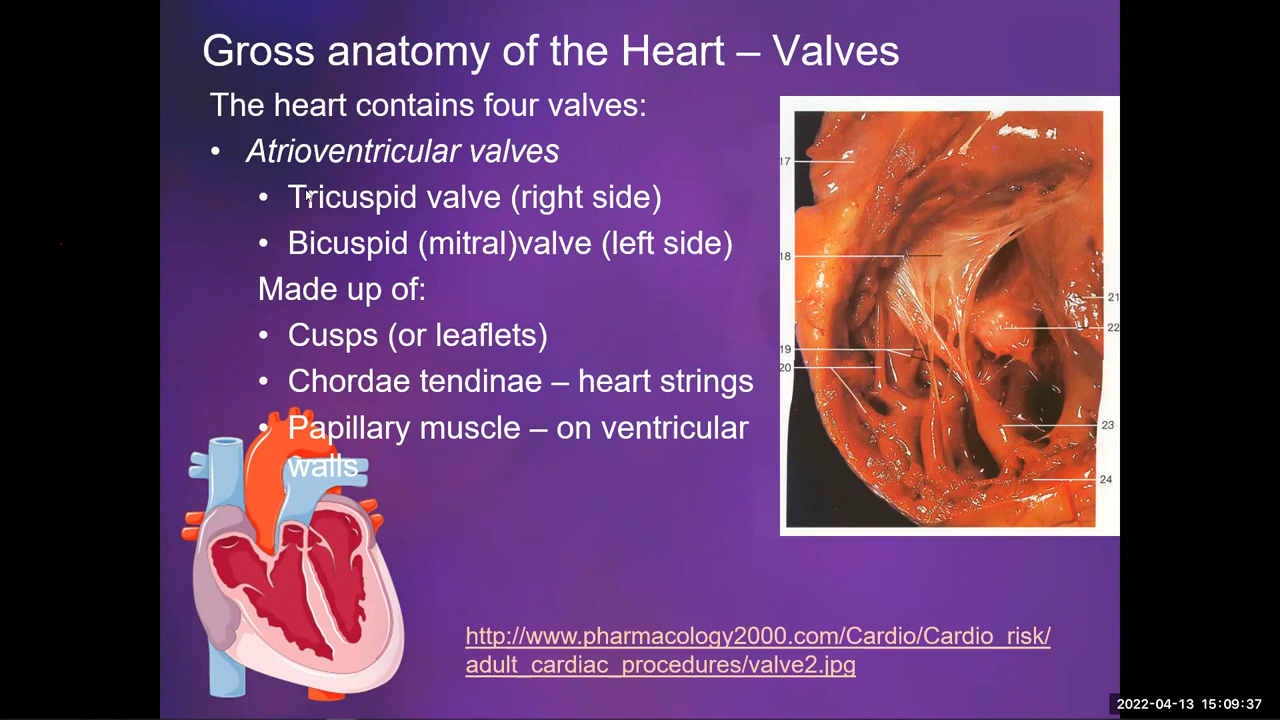 Gross anatomy of the Heart – Valves
The heart contains four valves:
• Atrioventricular valves
• Tricuspid valve (right side)
• Bicuspid (mitral)valve (left side)
Made up of:
• Cusps (or leaflets)
• Chordae tendinae – heart strings
• Papillary muscle – on ventricular
walls
17
18
19
20
21
22
23
24
http://www.pharmacology2000.com/Cardio/Cardio_risk/
adult_cardiac_procedures/valve2.jpg
2022-04-13 15:09:37